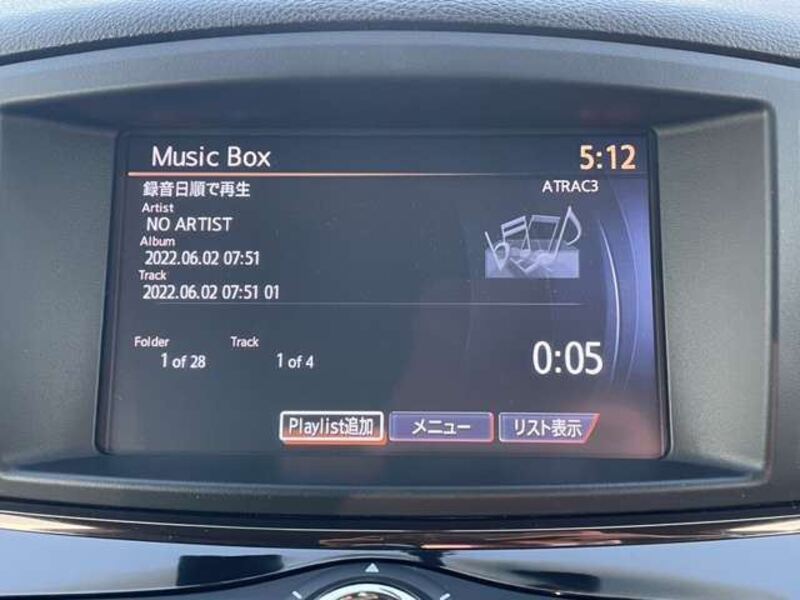 Music Box
5:12
録音日順で再生
ATRAC3
Artist
NO ARTIST
Album
2022.06.02 07:51
Track
2022.06.02 07:51 01
Folder
Track
1 of 28
1 of 4
0:05
Playlist追加
メニュー
リスト表示